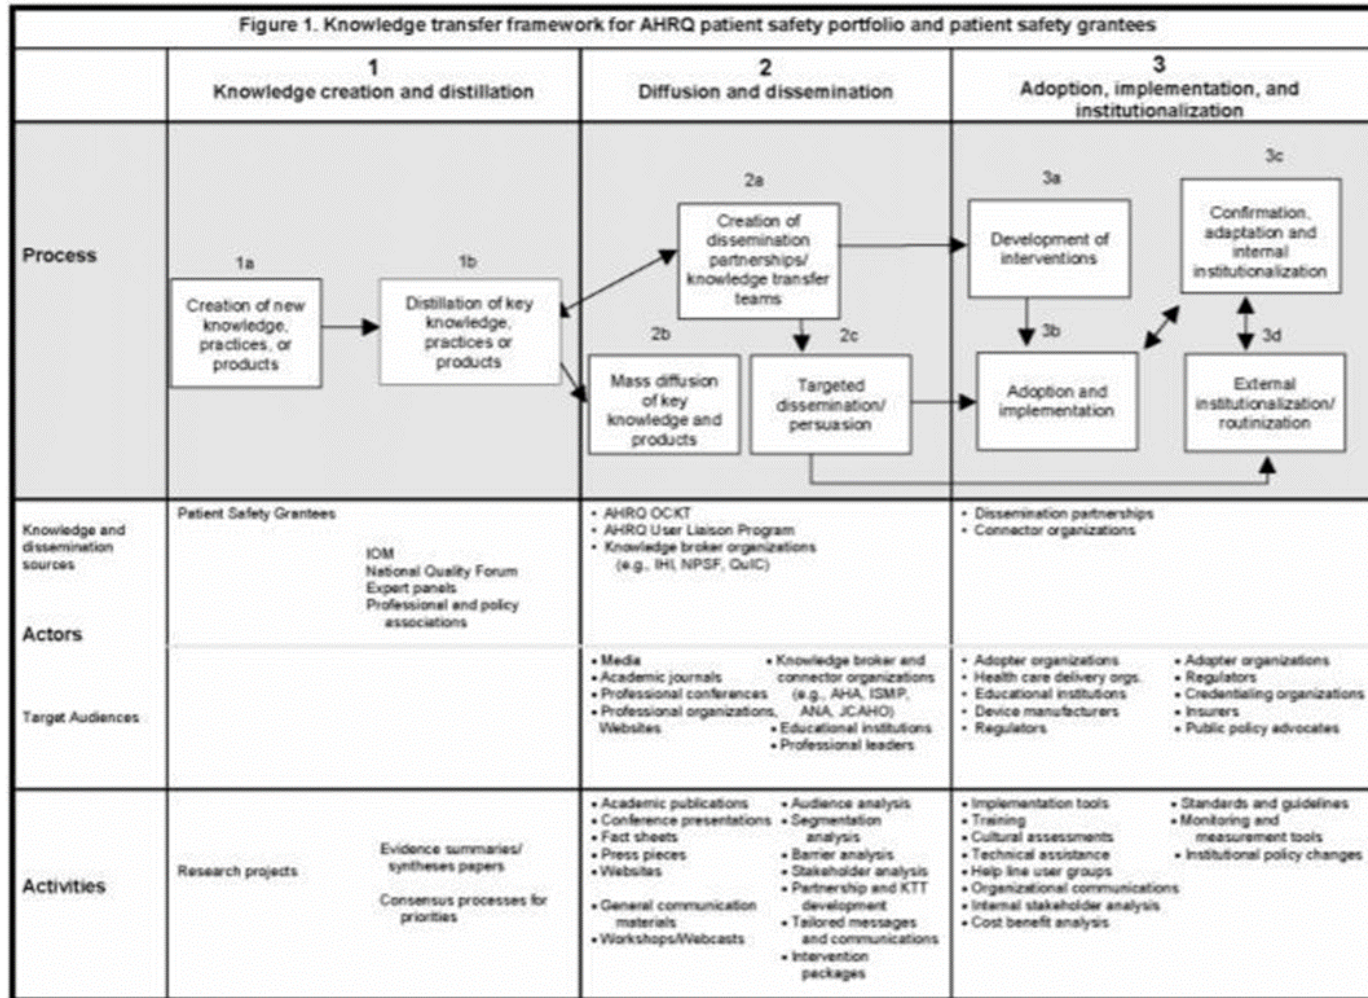 Figure 1. Knowledge transfer framework for AHRQ patient safety portfolio and patient safety grantees
1
Knowledge creation and distillation
2
Diffusion and dissemination
3
Adoption, implementation, and
institutionalization
Process
1a
Creation of new
knowledge,
practices, or
products
1b
Distillation of key
knowledge,
practices or
products
2a
Creation of
dissemination
partnerships/
knowledge transfer
teams
2b
Mass diffusion
of key
knowledge and
products
2c
Targeted
dissemination/
persuasion
3a
Development of
interventions
3b
Adoption and
implementation
3c
Confirmation,
adaptation and
internal
institutionalization
3d
External
institutionalization/
routinization
Knowledge and
dissemination
sources
Actors
Target Audiences
Patient Safety Grantees
IOM
National Quality Forum
Expert panels
Professional and policy
associations
• AHRQ OCKT
• AHRQ User Liaison Program
• Knowledge broker organizations
(e.g., IHI, NPSF, QuIC)
• Dissemination partnerships
• Connector organizations
• Media
• Academic journals
• Professional conferences
• Professional organizations,
Websites
• Knowledge broker and
connector organizations
(e.g., AHA, ISMP,
ANA, JCAHO)
• Educational institutions
• Professional leaders
• Adopter organizations
• Health care delivery orgs.
• Educational institutions
• Device manufacturers
• Regulators
• Adopter organizations
• Regulators
• Credentialing organizations
• Insurers
• Public policy advocates
Activities
Research projects
Evidence summaries/
syntheses papers
Consensus processes for
priorities
• Academic publications
• Conference presentations
• Fact sheets
• Press pieces
• Websites
• General communication
materials
• Workshops/Webcasts
• Audience analysis
• Segmentation
analysis
• Barrier analysis
• Stakeholder analysis
• Partnership and KTT
development
• Tailored messages
and communications
• Intervention
packages
• Implementation tools
• Training
• Cultural assessments
• Technical assistance
• Help line user groups
• Organizational communications
• Internal stakeholder analysis
• Cost benefit analysis
• Standards and guidelines
• Monitoring and
measurement tools
• Institutional policy changes